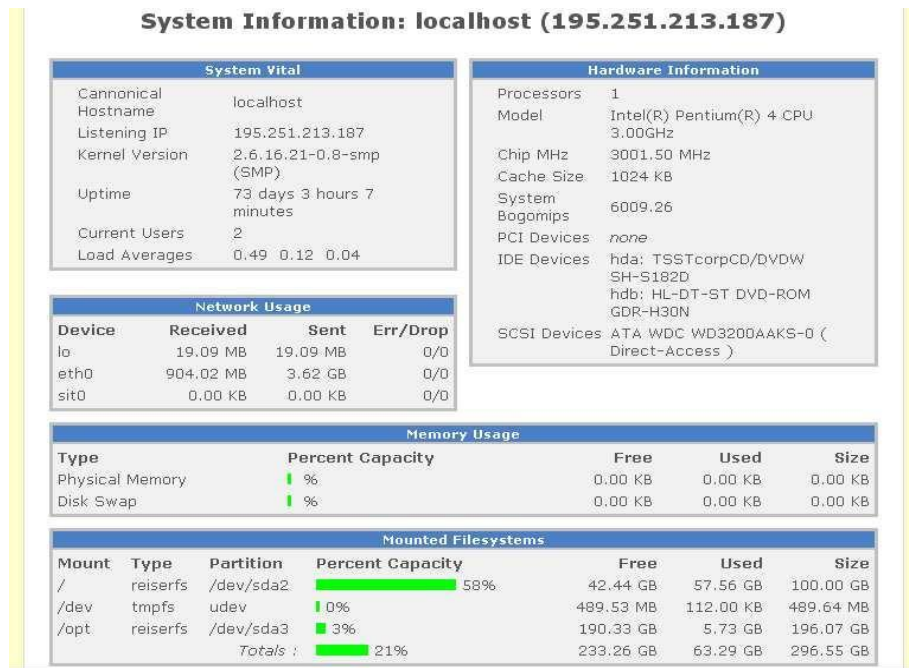 System Information: localhost (195.251.213.187)
System Vital
Cannonical Hostname localhost
Listening IP 195.251.213.187
Kernel Version 2.6.16.21-0.8-smp (SMP)
Uptime 73 days 3 hours 7 minutes
Current Users 2
Load Averages 0.49 0.12 0.04
Hardware Information
Processors 1
Model Intel(R) Pentium(R) 4 CPU 3.00GHz
Chip MHz 3001.50 MHz
Cache Size 1024 KB
System Bogomips 6009.26
PCI Devices none
IDE Devices hda: TSSTcorpCD/DVDW SH-S182D
hdb: HL-DT-ST DVD-ROM GDR-H30N
SCSI Devices ATA WDC WD3200AAKS-0 ( Direct-Access )
Network Usage
Device Received Sent Err/Drop
lo 19.09 MB 19.09 MB 0/0
eth0 904.02 MB 3.62 GB 0/0
sit0 0.00 KB 0.00 KB 0/0
Memory Usage
Type Percent Capacity Free Used Size
Physical Memory % 0.00 KB 0.00 KB 0.00 KB
Disk Swap % 0.00 KB 0.00 KB 0.00 KB
Mounted Filesystems
Mount Type Partition Percent Capacity Free Used Size
/ reiserfs /dev/sda2 58% 42.44 GB 57.56 GB 100.00 GB
/dev tmpfs udev 0% 489.53 MB 112.00 KB 489.64 MB
/opt reiserfs /dev/sda3 3% 190.33 GB 5.73 GB 196.07 GB
Totals : 21% 233.26 GB 63.29 GB 296.55 GB